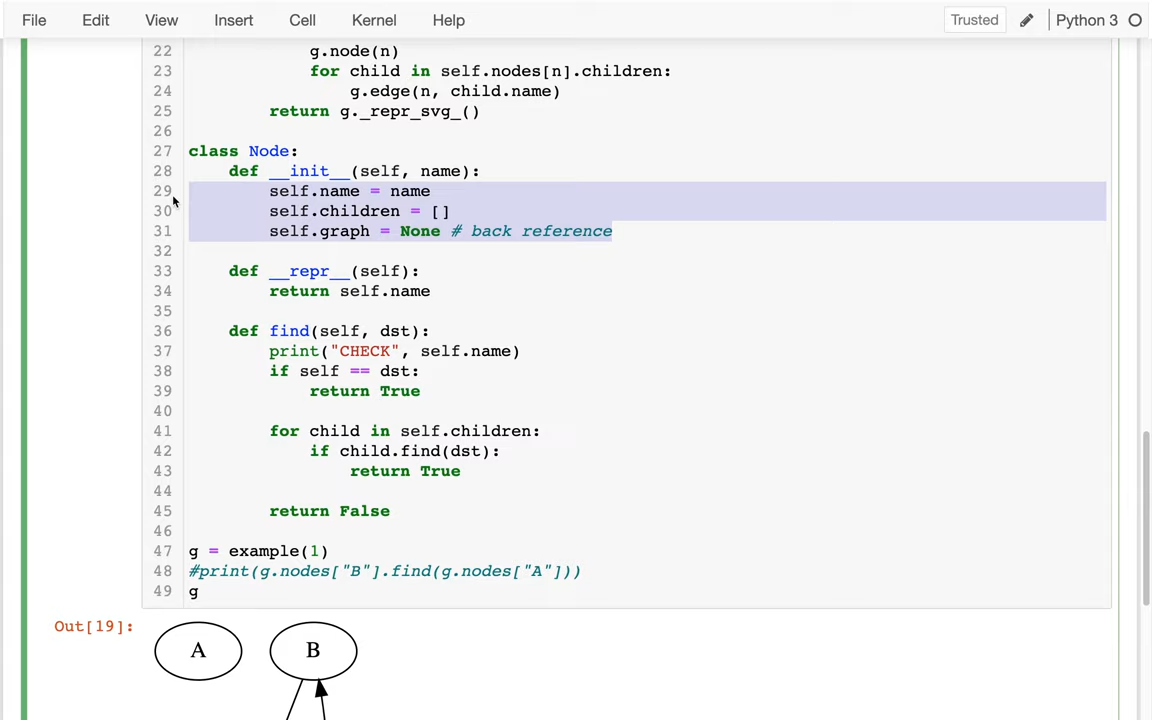 File Edit View Insert Cell Kernel Help Trusted Python 3
22 g.node(n)
23 for child in self.nodes[n].children:
24 g.edge(n, child.name)
25 return g._repr_svg_()
26
27 class Node:
28 def __init__(self, name):
29 self.name = name
30 self.children = []
31 self.graph = None # back reference
32
33 def __repr__(self):
34 return self.name
35
36 def find(self, dst):
37 print("CHECK", self.name)
38 if self == dst:
39 return True
40
41 for child in self.children:
42 if child.find(dst):
43 return True
44
45 return False
46
47 g = example(1)
48 #print(g.nodes["B"].find(g.nodes["A"]))
49 g
Out[19]:
A B